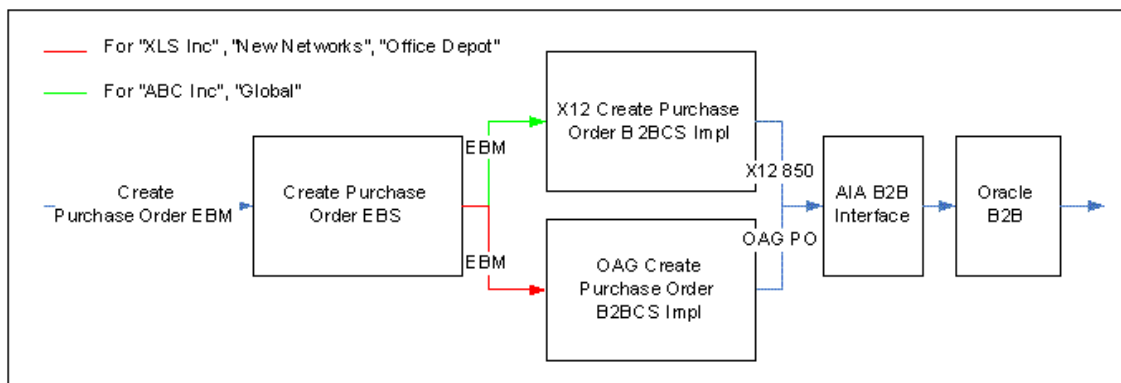 For "XLS Inc" , "New Networks", "Office Depot"
For "ABC Inc", "Global"
X12 Create Purchase
Order B2BCS Impl
EBM
X12 850
Create
Purchase Order EBM
Create Purchase
Order EBS
AIA B2B
Interface
Oracle
B2B
OAG PO
EBM
OAG Create
Purchase Order
B2BCS Impl